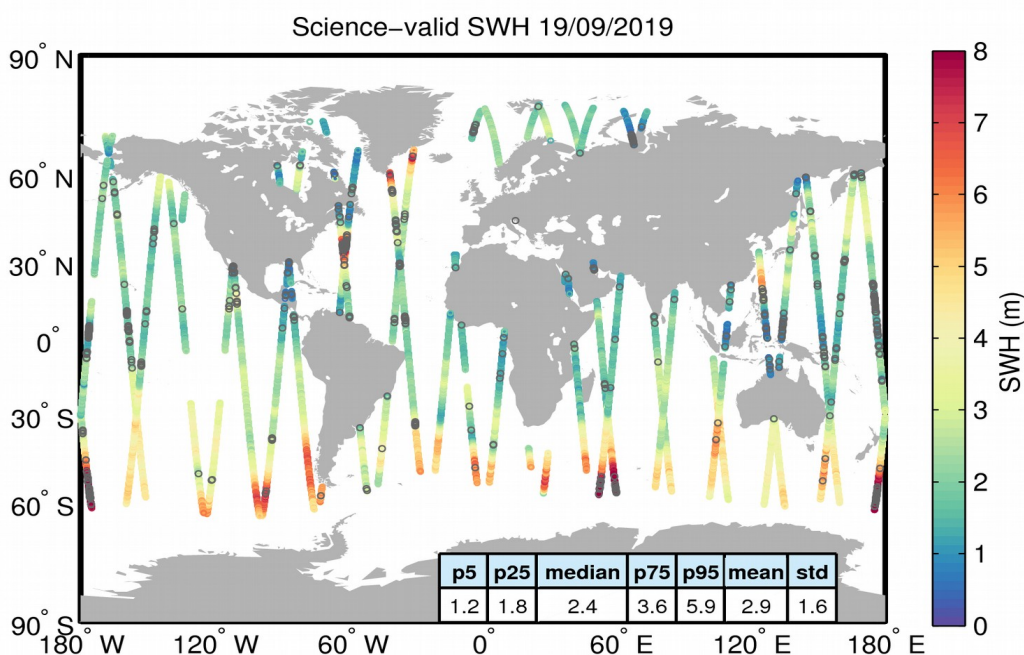 Science−valid SWH 19/09/2019
90° N
60° N
30° N
0°
30° S
60° S
90° S
180° W
120° W
60° W
0°
60° E
120° E
180° E
p5 p25 median p75 p95 mean std
1.2 1.8 2.4 3.6 5.9 2.9 1.6
8
7
6
5
4
3
2
1
0
SWH (m)